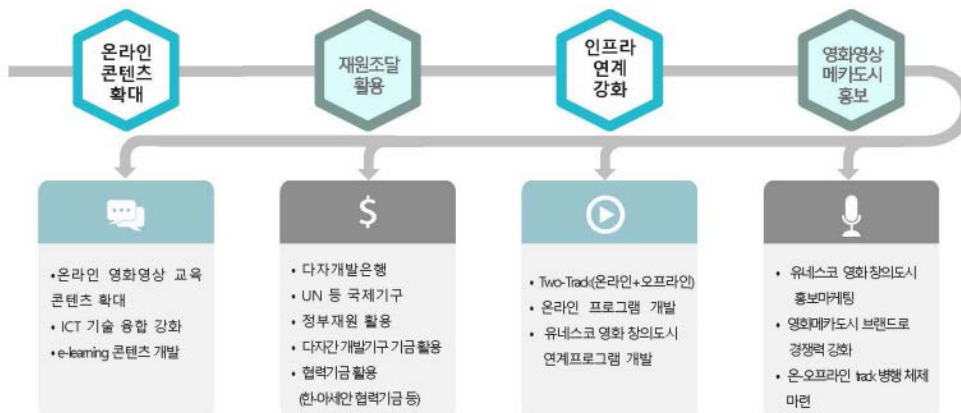 온라인
콘텐츠
확대
재원조달
활용
인프라
연계
강화
영화영상
메카도시
홍보
$
•온라인 영화영상 교육
콘텐츠 확대
• ICT 기술 융합 강화
• e-learning 콘텐츠 개발
• 다자개발은행
• UN 등 국제기구
• 정부재원 활용
• 다자간 개발기구 기금 활용
• 협력기금 활용
(한-아세안 협력기금 등)
• Two-Track(온라인+오프라인)
• 온라인 프로그램 개발
• 유네스코 영화 창의도시
연계프로그램 개발
• 유네스코 영화 창의도시
홍보마케팅
• 영화메카도시 브랜드로
경쟁력 강화
• 온-오프라인 track 병행 체제
마련